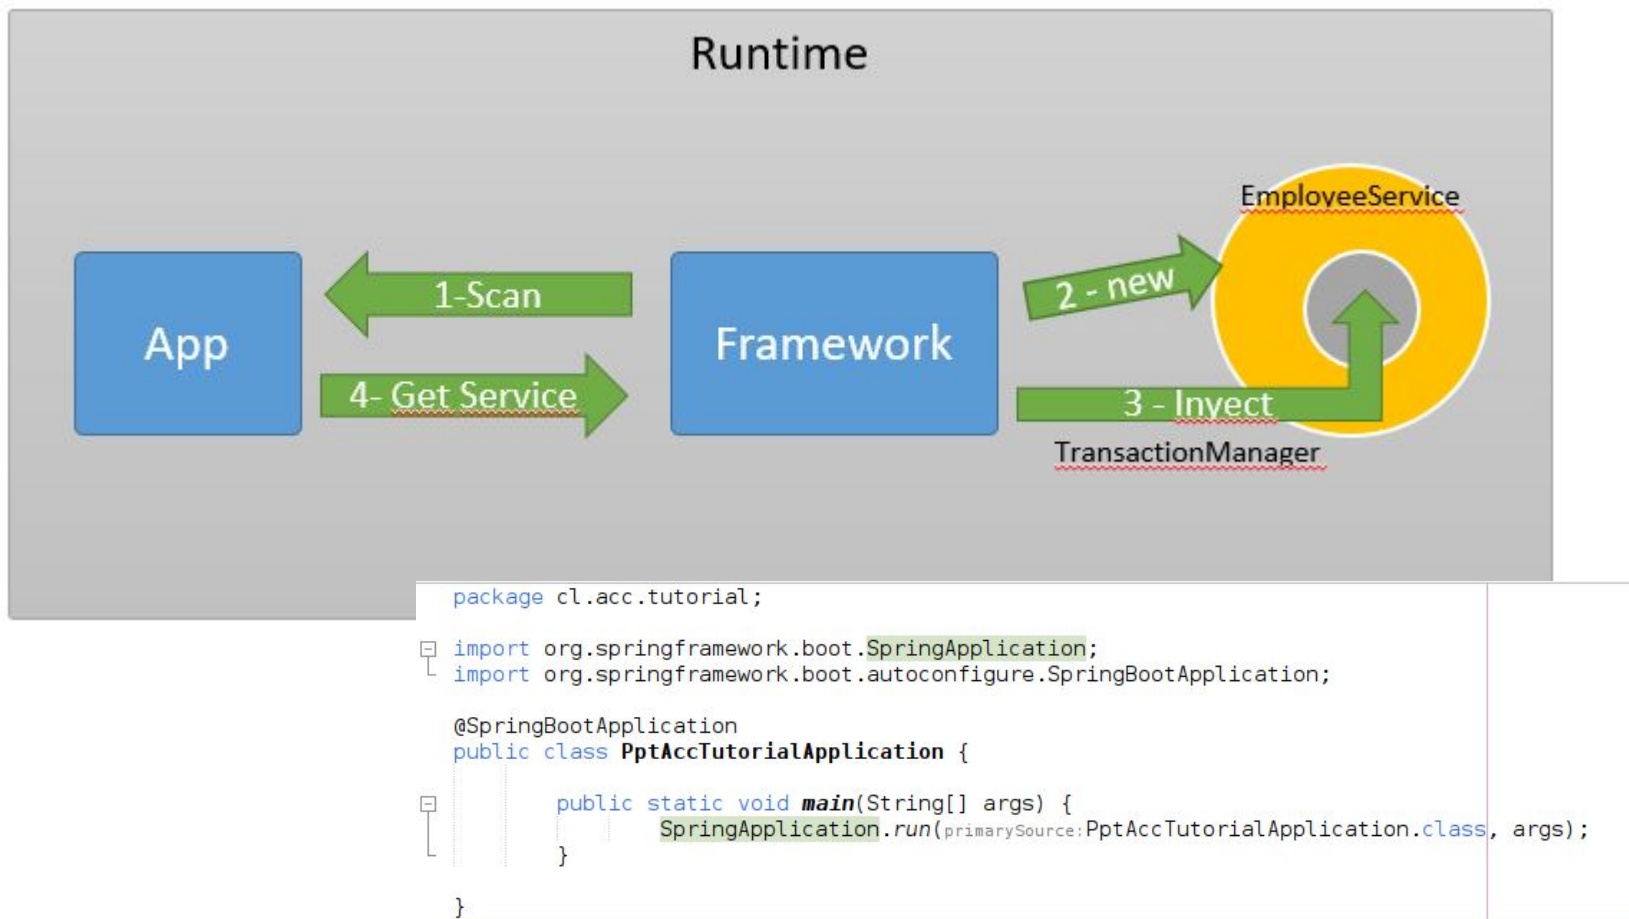 Runtime
EmployeeService
App
1-Scan
4- Get Service
Framework
2 - new
3 - Inyect
TransactionManager
package cl.acc.tutorial;
import org.springframework.boot.SpringApplication;
import org.springframework.boot.autoconfigure.SpringBootApplication;
@SpringBootApplication
public class PptAccTutorialApplication {
public static void main(String[] args) {
SpringApplication.run(primarySource: PptAccTutorialApplication.class, args);
}
}